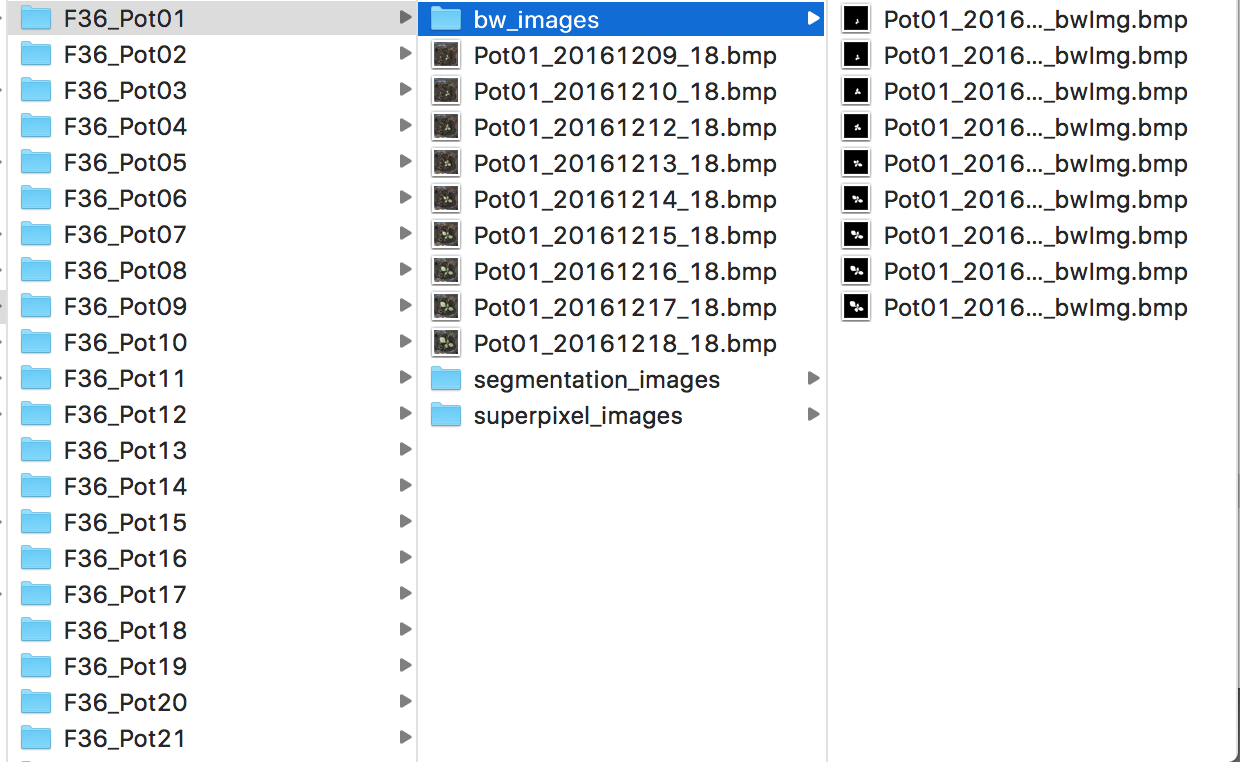 F36_Pot01
F36_Pot02
F36_Pot03
F36_Pot04
F36_Pot05
F36_Pot06
F36_Pot07
F36_Pot08
F36_Pot09
F36_Pot10
F36_Pot11
F36_Pot12
F36_Pot13
F36_Pot14
F36_Pot15
F36_Pot16
F36_Pot17
F36_Pot18
F36_Pot19
F36_Pot20
F36_Pot21
bw_images
Pot01_20161209_18.bmp
Pot01_20161210_18.bmp
Pot01_20161212_18.bmp
Pot01_20161213_18.bmp
Pot01_20161214_18.bmp
Pot01_20161215_18.bmp
Pot01_20161216_18.bmp
Pot01_20161217_18.bmp
Pot01_20161218_18.bmp
segmentation_images
superpixel_images
Pot01_2016..._bwImg.bmp
Pot01_2016..._bwImg.bmp
Pot01_2016..._bwImg.bmp
Pot01_2016..._bwImg.bmp
Pot01_2016..._bwImg.bmp
Pot01_2016..._bwImg.bmp
Pot01_2016..._bwImg.bmp
Pot01_2016..._bwImg.bmp
Pot01_2016..._bwImg.bmp